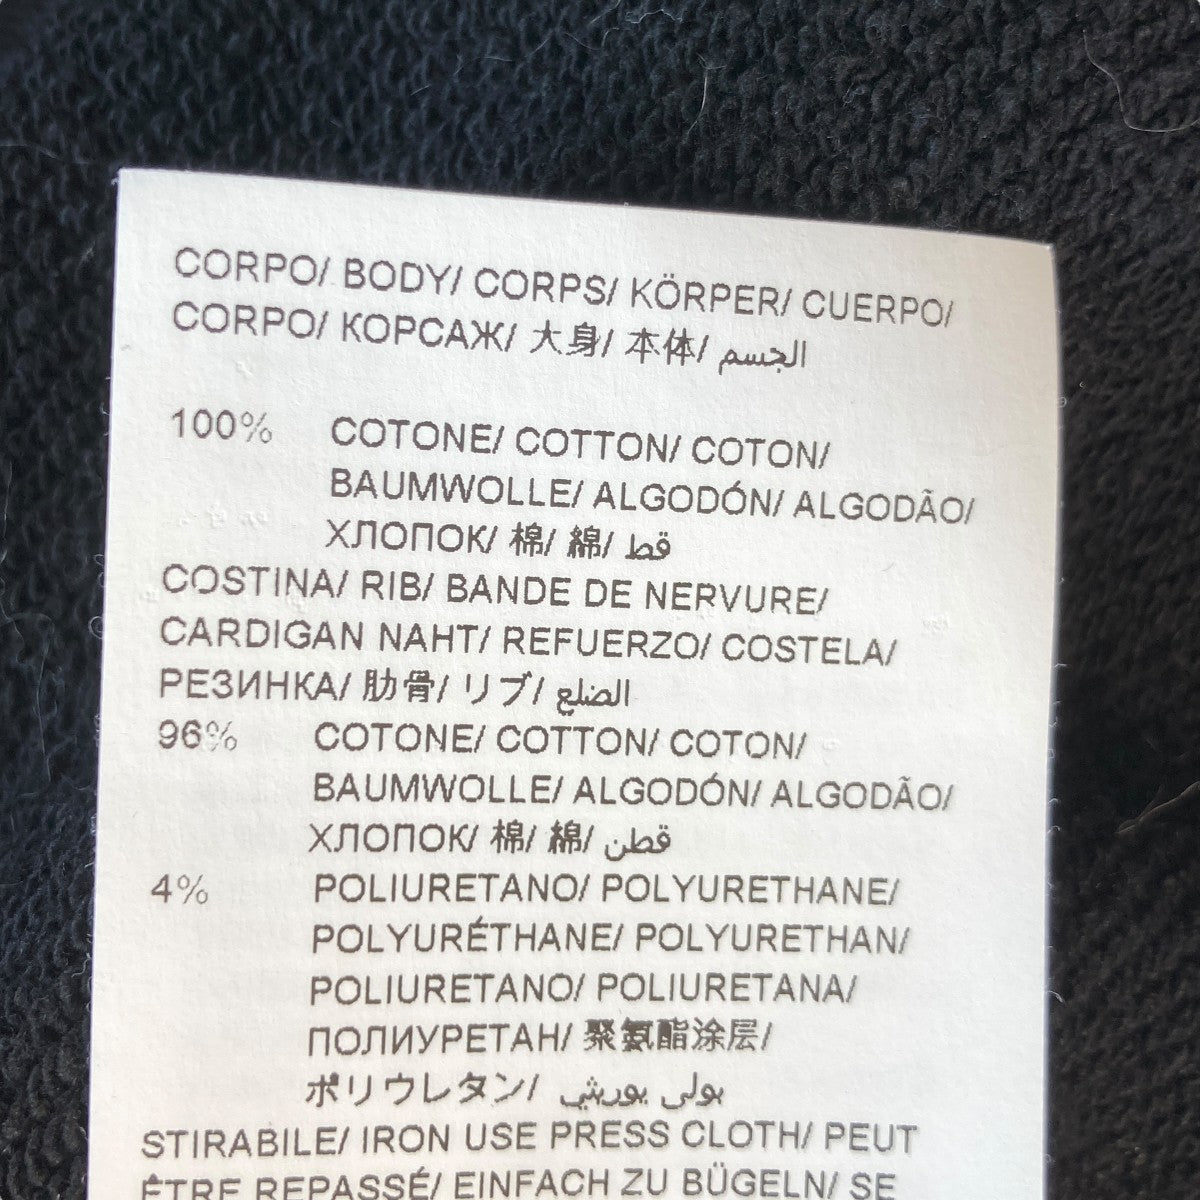 CORPO/ BODY/ CORPS/ KÖRPER/ CUERPO/
CORPO/ КОРСАЖ/ 大身/ 本体/ الجسم
100% COTONE/ COTTON/ COTON/
BAUMWOLLE/ ALGODÓN/ ALGODÃO/
ХЛОПОК/ 棉/ 綿/ قط
COSTINA/ RIB/ BANDE DE NERVURE/
CARDIGAN NAHT/ REFUERZO/ COSTELA/
РЕЗИНКА/ 肋骨/ リブ/ الضلع
96% COTONE/ COTTON/ COTON/
BAUMWOLLE/ ALGODÓN/ ALGODÃO/
ХЛОПОК/ 棉/ 綿/ قطن
4% POLIURETANO/ POLYURETHANE/
POLYURÉTHANE/ POLYURETHAN/
POLIURETANO/ POLIURETANA/
ПОЛИУРЕТАН/ 聚氨酯涂层/
ポリウレタン/ بولي يوريثي
STIRABILE/ IRON USE PRESS CLOTH/ PEUT
ÊTRE REPASSÉ/ EINFACH ZU BÜGELN/ SE